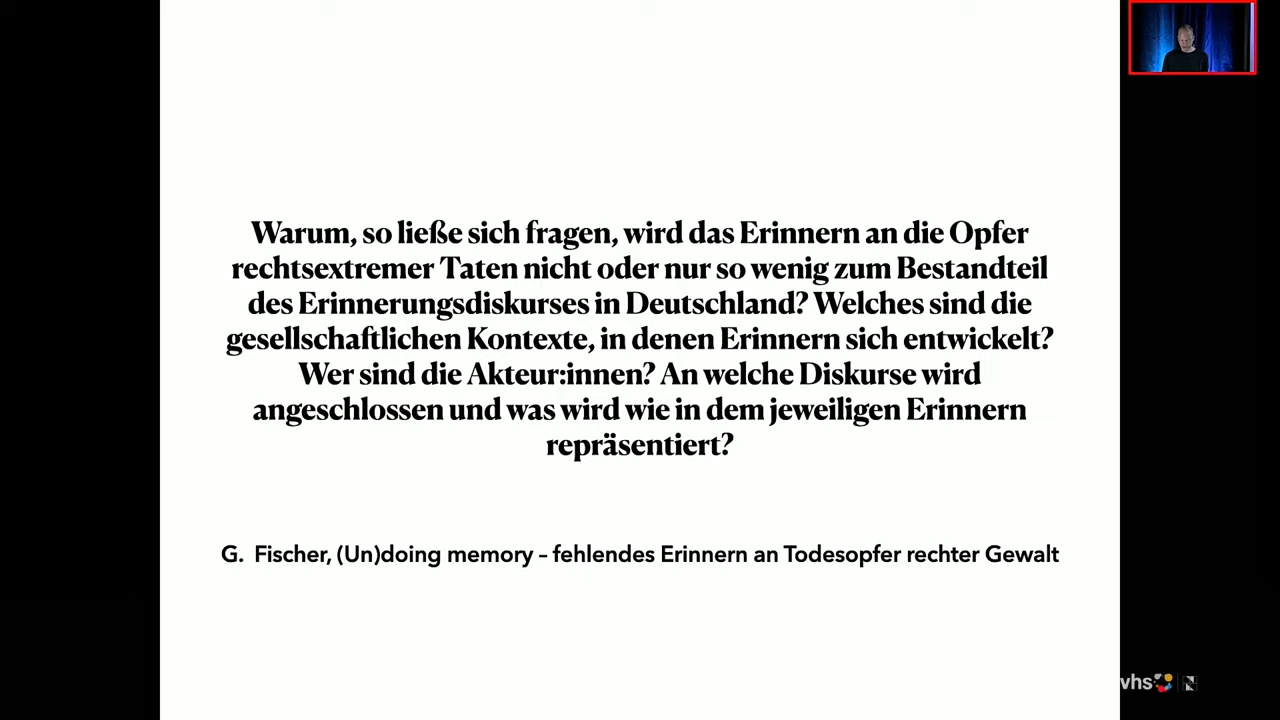 Warum, so ließe sich fragen, wird das Erinnern an die Opfer
rechtsextremer Taten nicht oder nur so wenig zum Bestandteil
des Erinnerungsdiskurses in Deutschland? Welches sind die
gesellschaftlichen Kontexte, in denen Erinnern sich entwickelt?
Wer sind die Akteur:innen? An welche Diskurse wird
angeschlossen und was wird wie in dem jeweiligen Erinnern
repräsentiert?
G. Fischer, (Un)doing memory – fehlendes Erinnern an Todesopfer rechter Gewalt
vhs